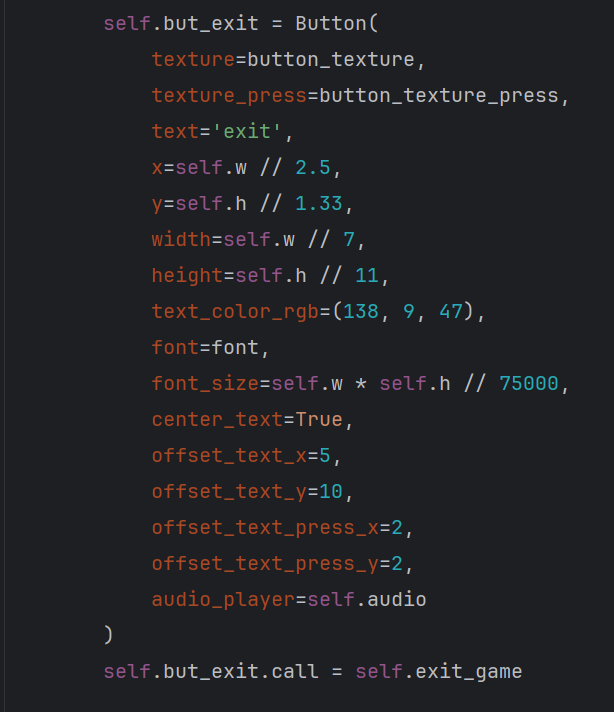 self.but_exit = Button(
texture=button_texture,
texture_press=button_texture_press,
text='exit',
x=self.w // 2.5,
y=self.h // 1.33,
width=self.w // 7,
height=self.h // 11,
text_color_rgb=(138, 9, 47),
font=font,
font_size=self.w * self.h // 75000,
center_text=True,
offset_text_x=5,
offset_text_y=10,
offset_text_press_x=2,
offset_text_press_y=2,
audio_player=self.audio
)
self.but_exit.call = self.exit_game